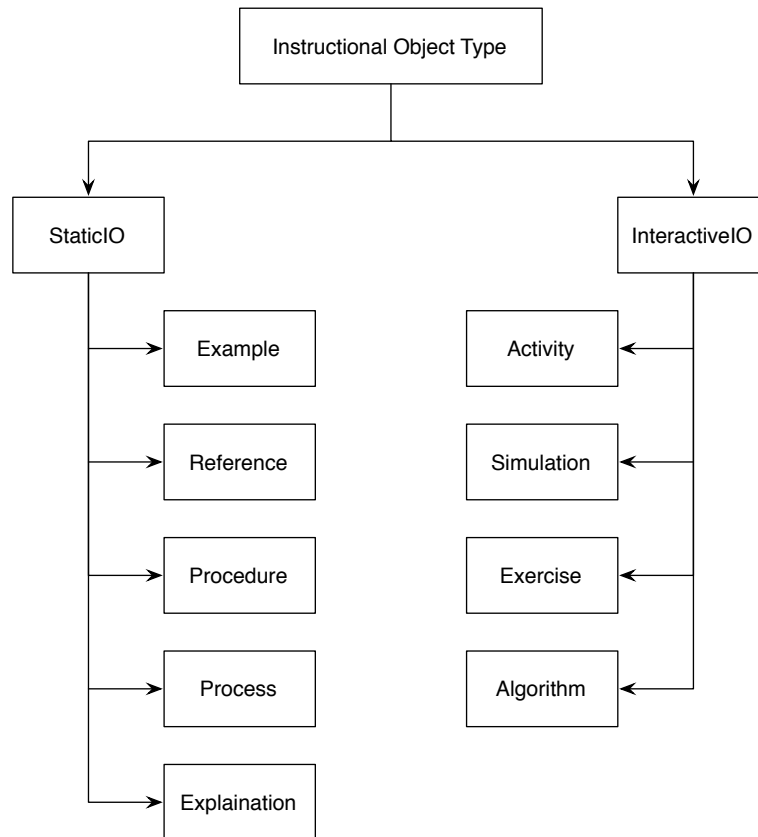 Instructional Object Type
StaticIO
InteractiveIO
Example
Activity
Reference
Simulation
Procedure
Exercise
Process
Algorithm
Explaination